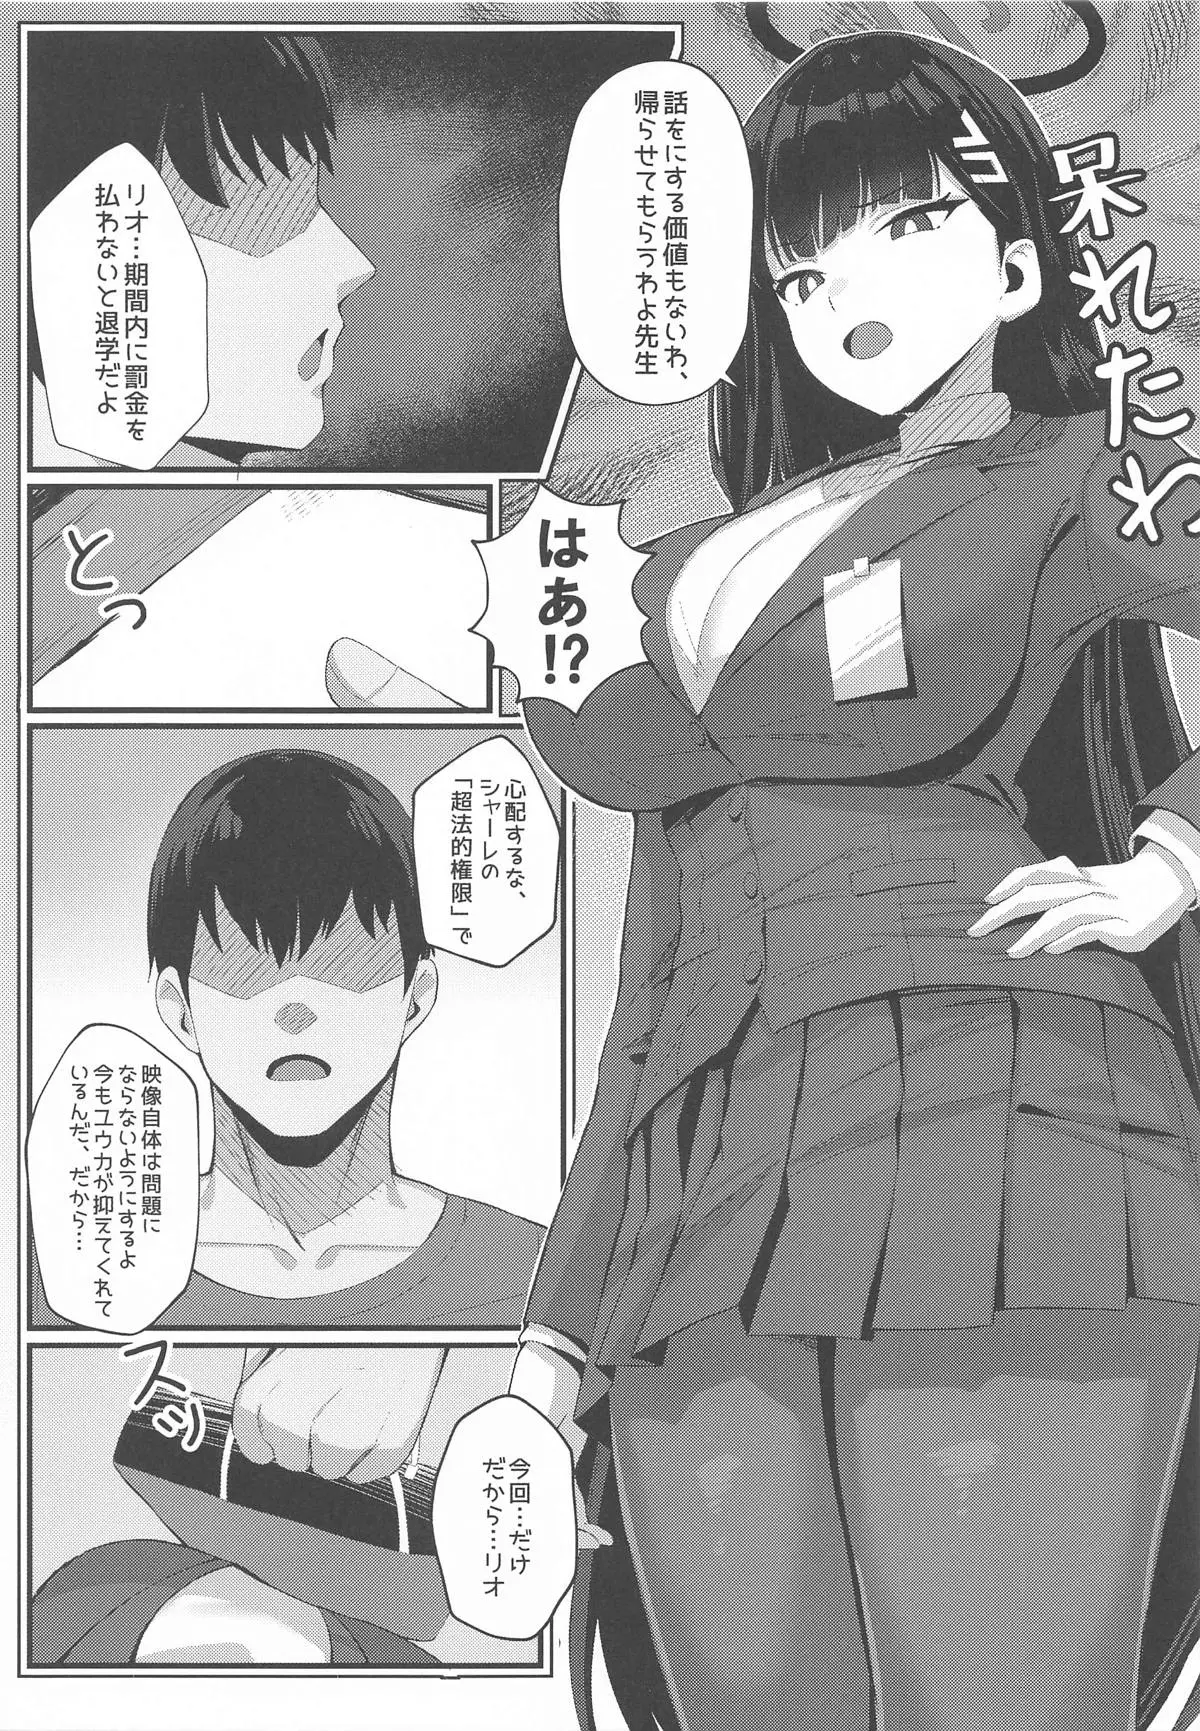 呆れたわ
話をにする価値もないわ、
帰らせてもらうわよ先生
リオ…期間内に罰金を
払わないと退学だよ
はあ!?
とっ
心配するな、
シャーレの
「超法的権限」で
映像自体は問題に
ならないようにするよ
今もユウカが抑えてくれて
いるんだ、だから…
スッ
今回…だけ
だから…リオ